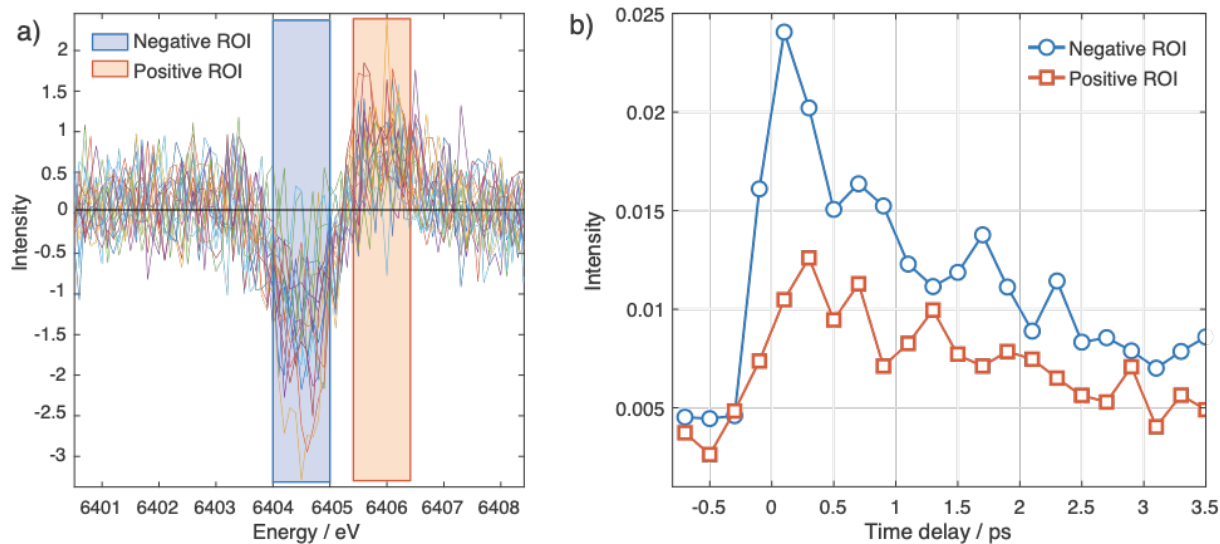 a)
Negative ROI
Positive ROI
2
1.5
1
0.5
0
-0.5
-1
-1.5
-2
-2.5
-3
Intensity
6401 6402 6403 6404 6405 6406 6407 6408
Energy / eV
b)
Negative ROI
Positive ROI
0.025
0.025
0.015
0.01
0.005
Intensity
-0.5 0 0.5 1 1.5 2 2.5 3 3.5
Time delay / ps